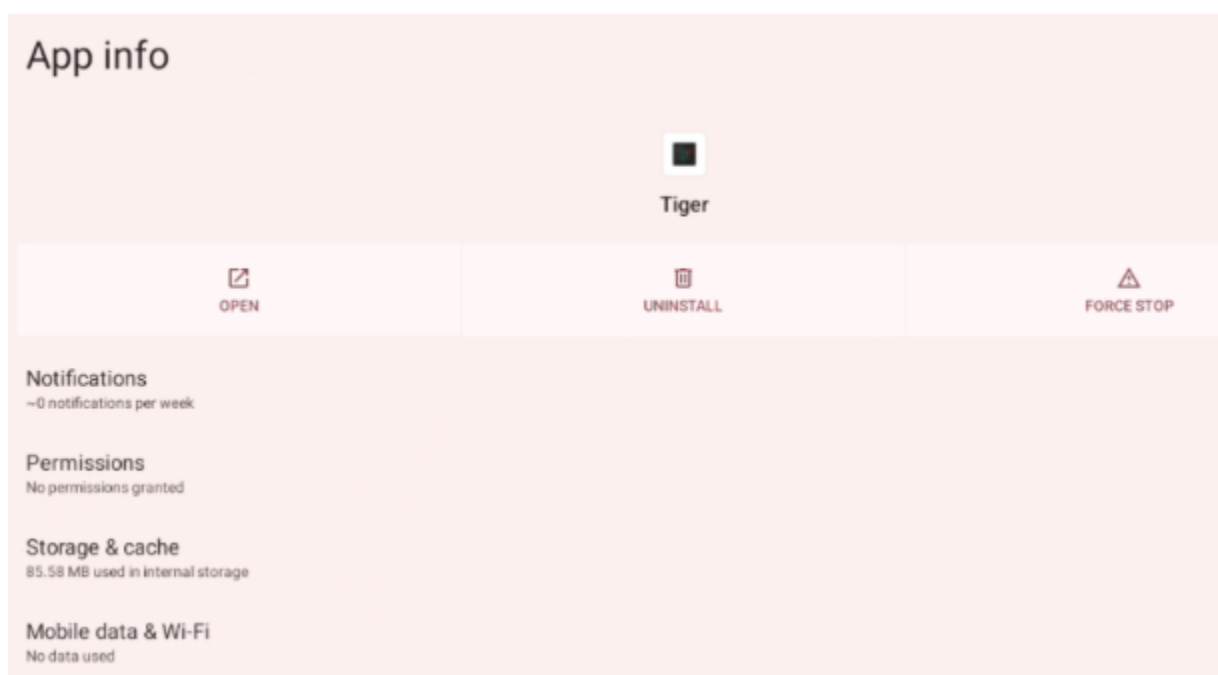 App info
Tiger
OPEN
UNINSTALL
FORCE STOP
Notifications
~0 notifications per week
Permissions
No permissions granted
Storage & cache
85.58 MB used in internal storage
Mobile data & Wi-Fi
No data used